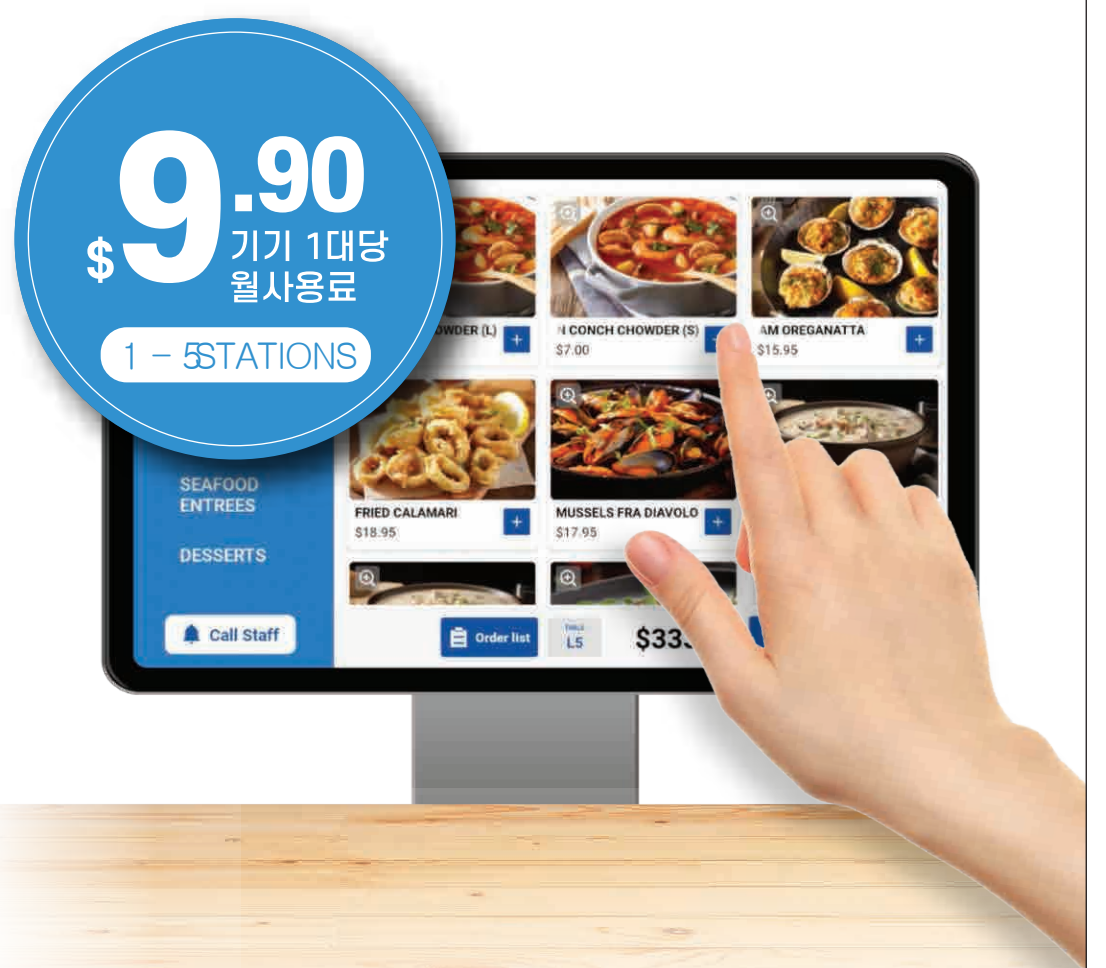 $9.90
기기 1대당
월사용료
1 - 5STATIONS
OWDER (L)
N CONCH CHOWDER (S)
$7.00
AM OREGANATTA
$15.95
SEAFOOD
ENTREES
DESSERTS
FRIED CALAMARI
$18.95
MUSSELS FRA DIAVOLO
$17.95
Call Staff
Order list
TABLE
L5
$33